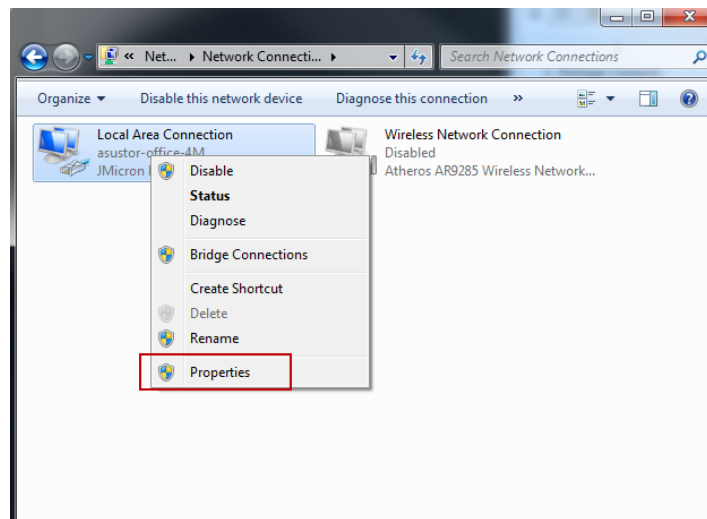 « Net... Network Connecti...
Search Network Connections
Organize Disable this network device Diagnose this connection »
Local Area Connection
asustor-office-4M
JMicron
Wireless Network Connection
Disabled
Atheros AR9285 Wireless Network...
Disable
Status
Diagnose
Bridge Connections
Create Shortcut
Delete
Rename
Properties